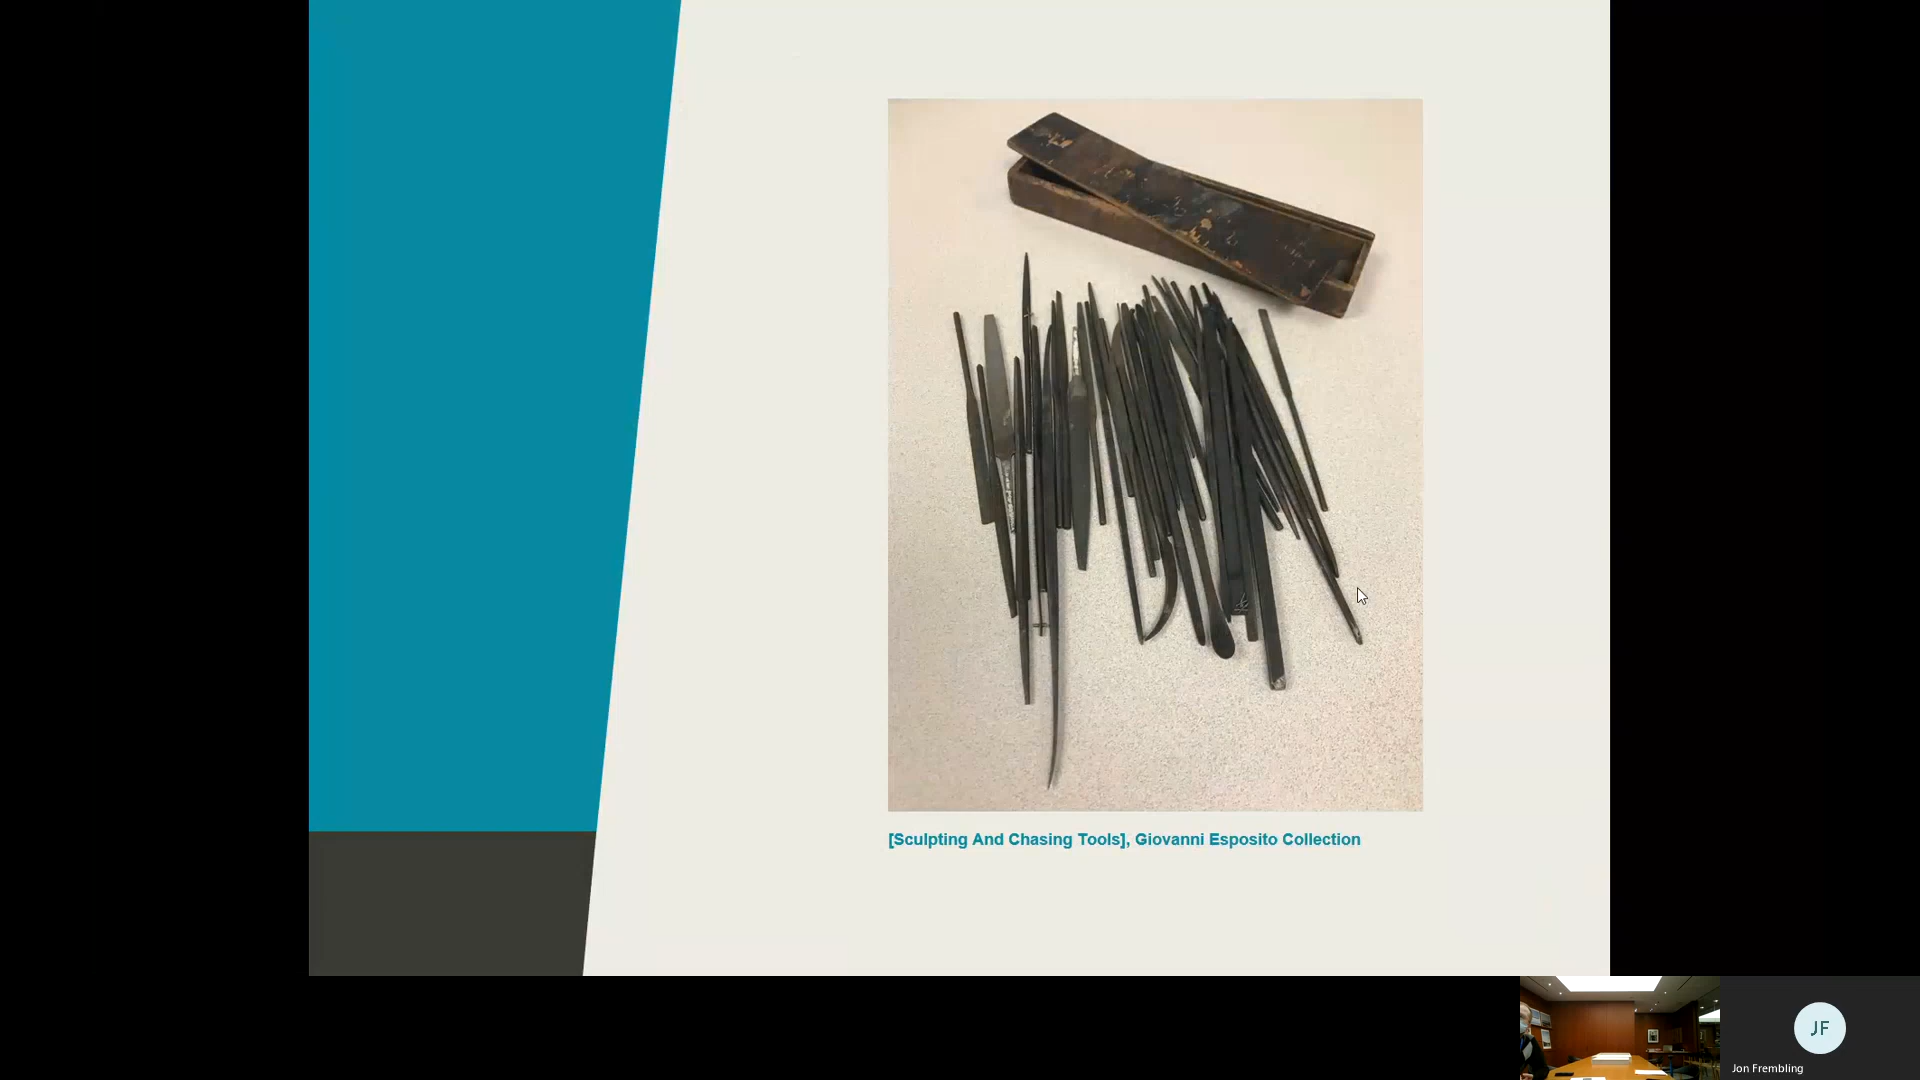 [Sculpting And Chasing Tools], Giovanni Esposito Collection
JF
Jon Frembling